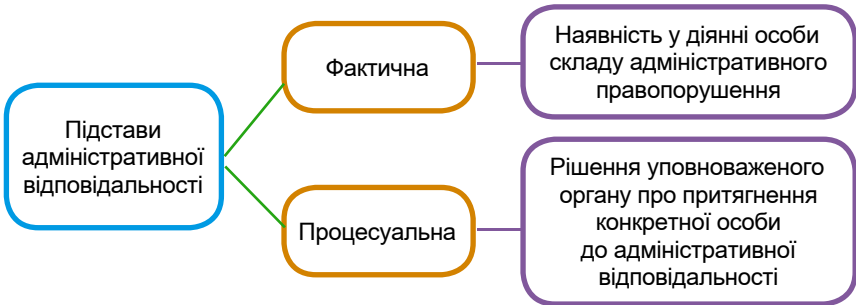 Підстави
адміністративної
відповідальності
Фактична
Наявність у діянні особи
складу адміністративного
правопорушення
Процесуальна
Рішення уповноваженого
органу про притягнення
конкретної особи
до адміністративної
відповідальності